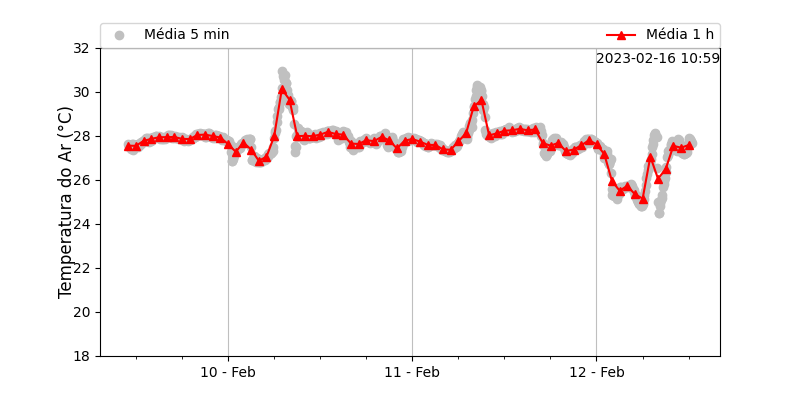 Média 5 min
Média 1 h
2023-02-16 10:59
Temperatura do Ar (°C)
32
30
28
26
24
22
20
18
10 - Feb
11 - Feb
12 - Feb